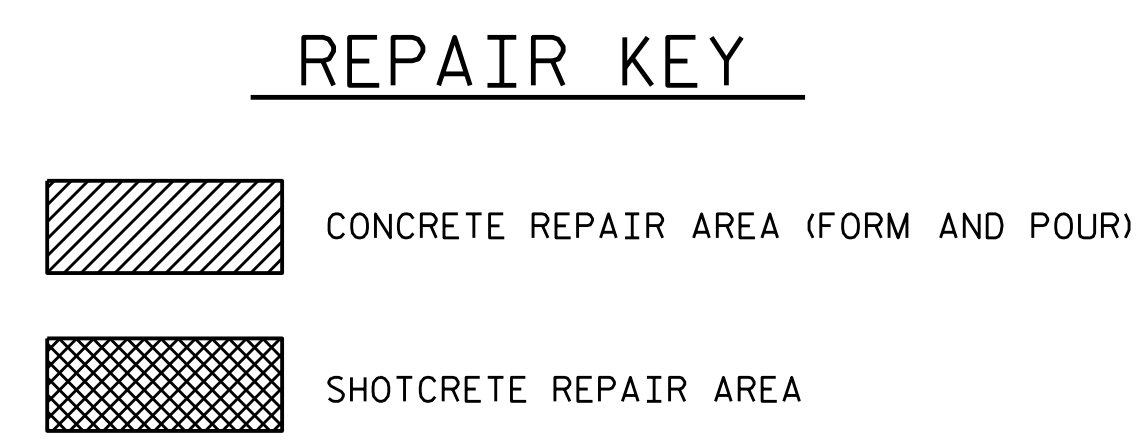 REPAIR KEY
CONCRETE REPAIR AREA (FORM AND POUR)
SHOTCRETE REPAIR AREA